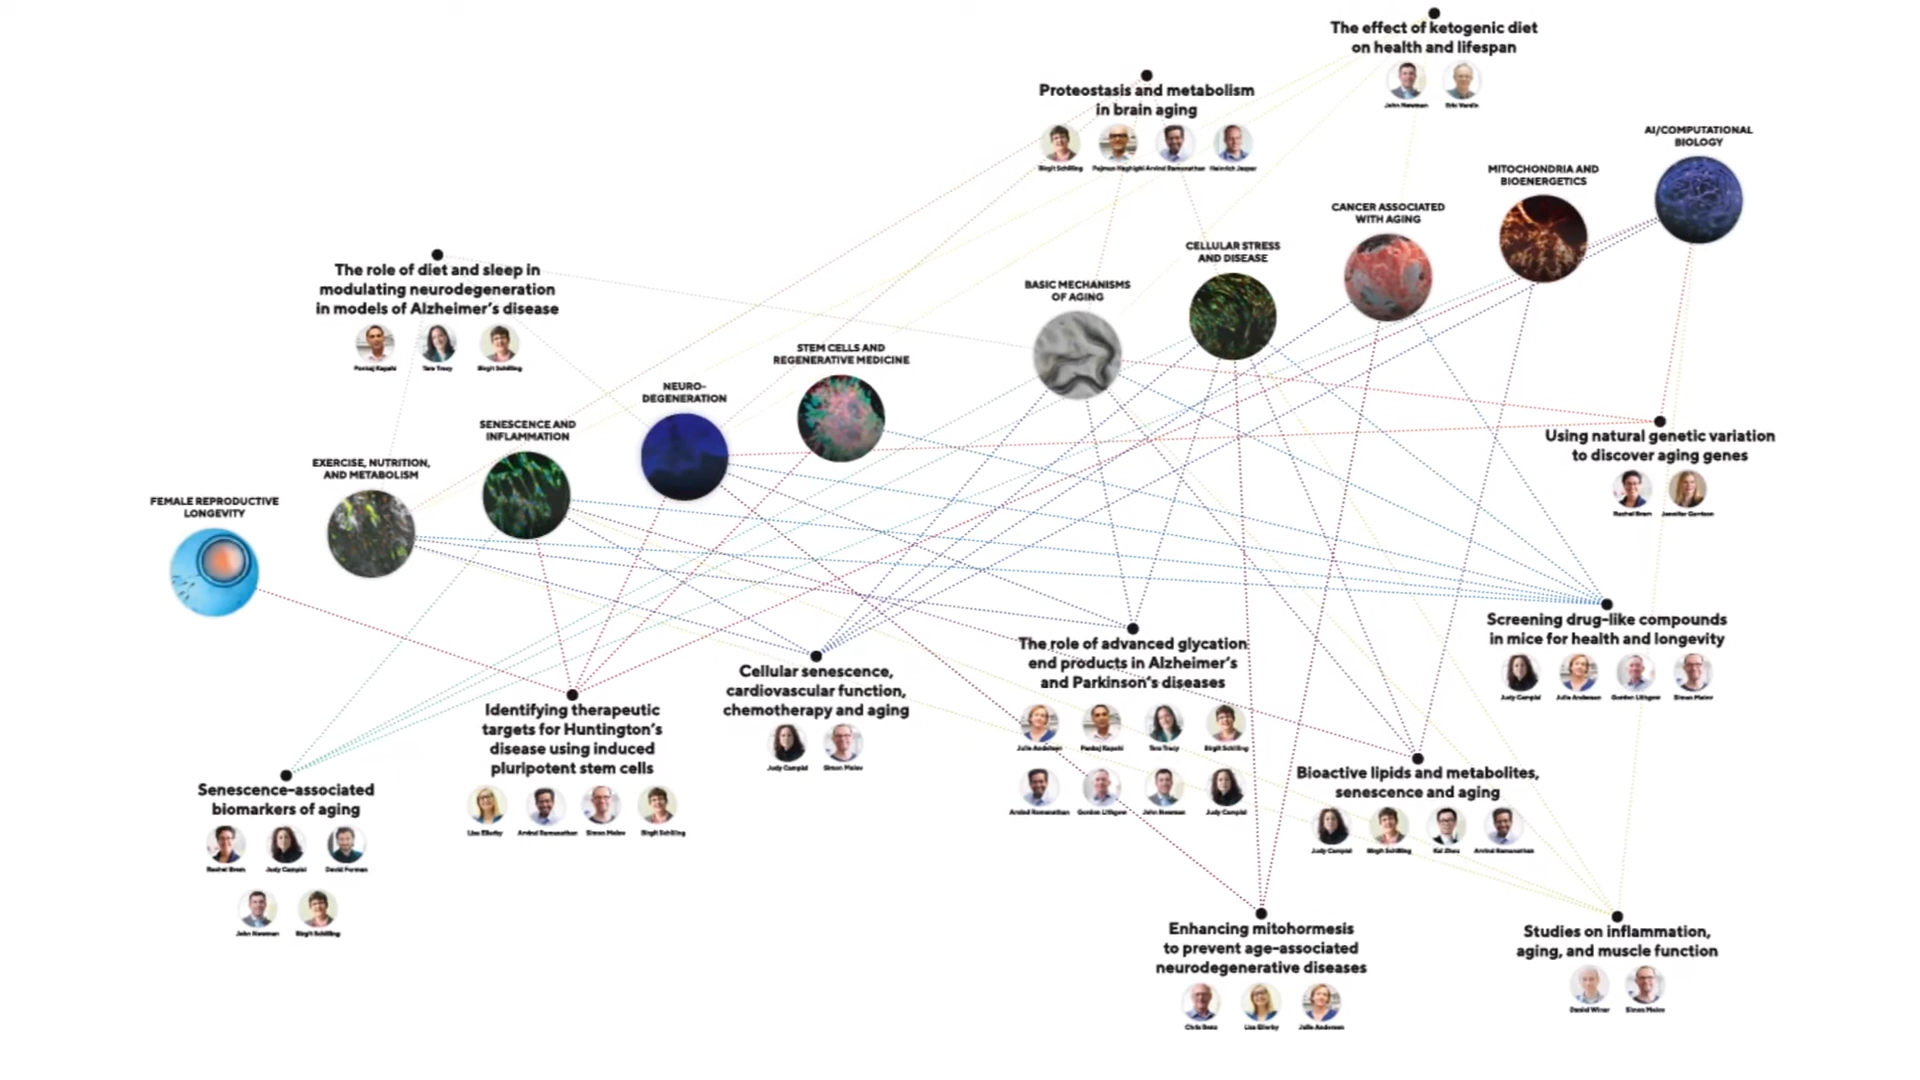 The effect of ketogenic diet
on health and lifespan
John Newman Eric Verdin
Proteostasis and metabolism
in brain aging
Birgit Schilling Pejmun Haghighi Arvind Ramanathan Heinrich Jasper
AI/COMPUTATIONAL
BIOLOGY
MITOCHONDRIA AND
BIOENERGETICS
CANCER ASSOCIATED
WITH AGING
CELLULAR STRESS
AND DISEASE
BASIC MECHANISMS
OF AGING
The role of diet and sleep in
modulating neurodegeneration
in models of Alzheimer's disease
Pankaj Kapahi Tara Tracy Birgit Schilling
STEM CELLS AND
REGENERATIVE MEDICINE
NEURO-
DEGENERATION
SENESCENCE AND
INFLAMMATION
EXERCISE, NUTRITION,
AND METABOLISM
FEMALE REPRODUCTIVE
LONGEVITY
Using natural genetic variation
to discover aging genes
Rachel Brem Jennifer Garrison
Screening drug-like compounds
in mice for health and longevity
Judy Campisi Julie Andersen Gordon Lithgow Simon Melov
The role of advanced glycation
end products in Alzheimer's
and Parkinson's diseases
Julie Andersen Pankaj Kapahi Tara Tracy Birgit Schilling
Arvind Ramanathan Gordon Lithgow John Newman Judy Campisi
Cellular senescence,
cardiovascular function,
chemotherapy and aging
Judy Campisi Simon Melov
Identifying therapeutic
targets for Huntington's
disease using induced
pluripotent stem cells
Lisa Ellerby Arvind Ramanathan Simon Melov Birgit Schilling
Senescence-associated
biomarkers of aging
Rachel Brem Judy Campisi David Furman
John Newman Birgit Schilling
Bioactive lipids and metabolites,
senescence and aging
Judy Campisi Birgit Schilling Kai Zhou Arvind Ramanathan
Enhancing mitohormesis
to prevent age-associated
neurodegenerative diseases
Chris Benz Lisa Ellerby Julie Andersen
Studies on inflammation,
aging, and muscle function
Daniel Winer Simon Melov